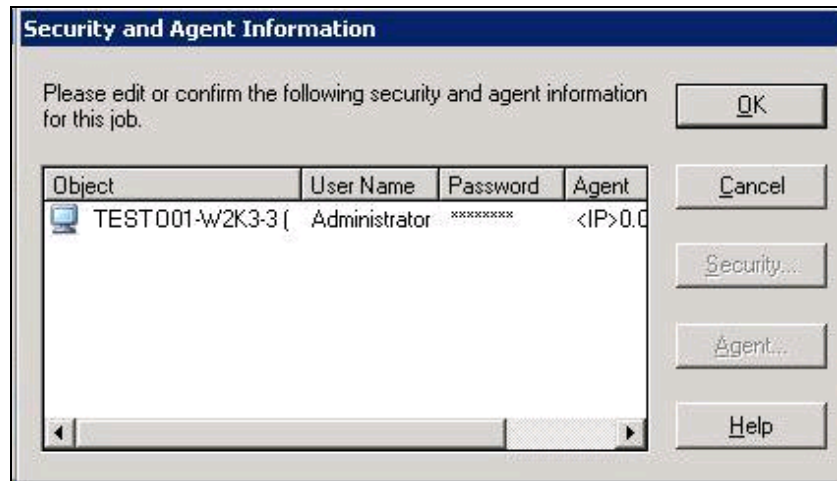 Security and Agent Information
Please edit or confirm the following security and agent information
for this job.
OK
Object User Name Password Agent
Cancel
TESTO01-W2K3-3 ( Administrator ******** <IP>0.0
Security...
Agent...
Help